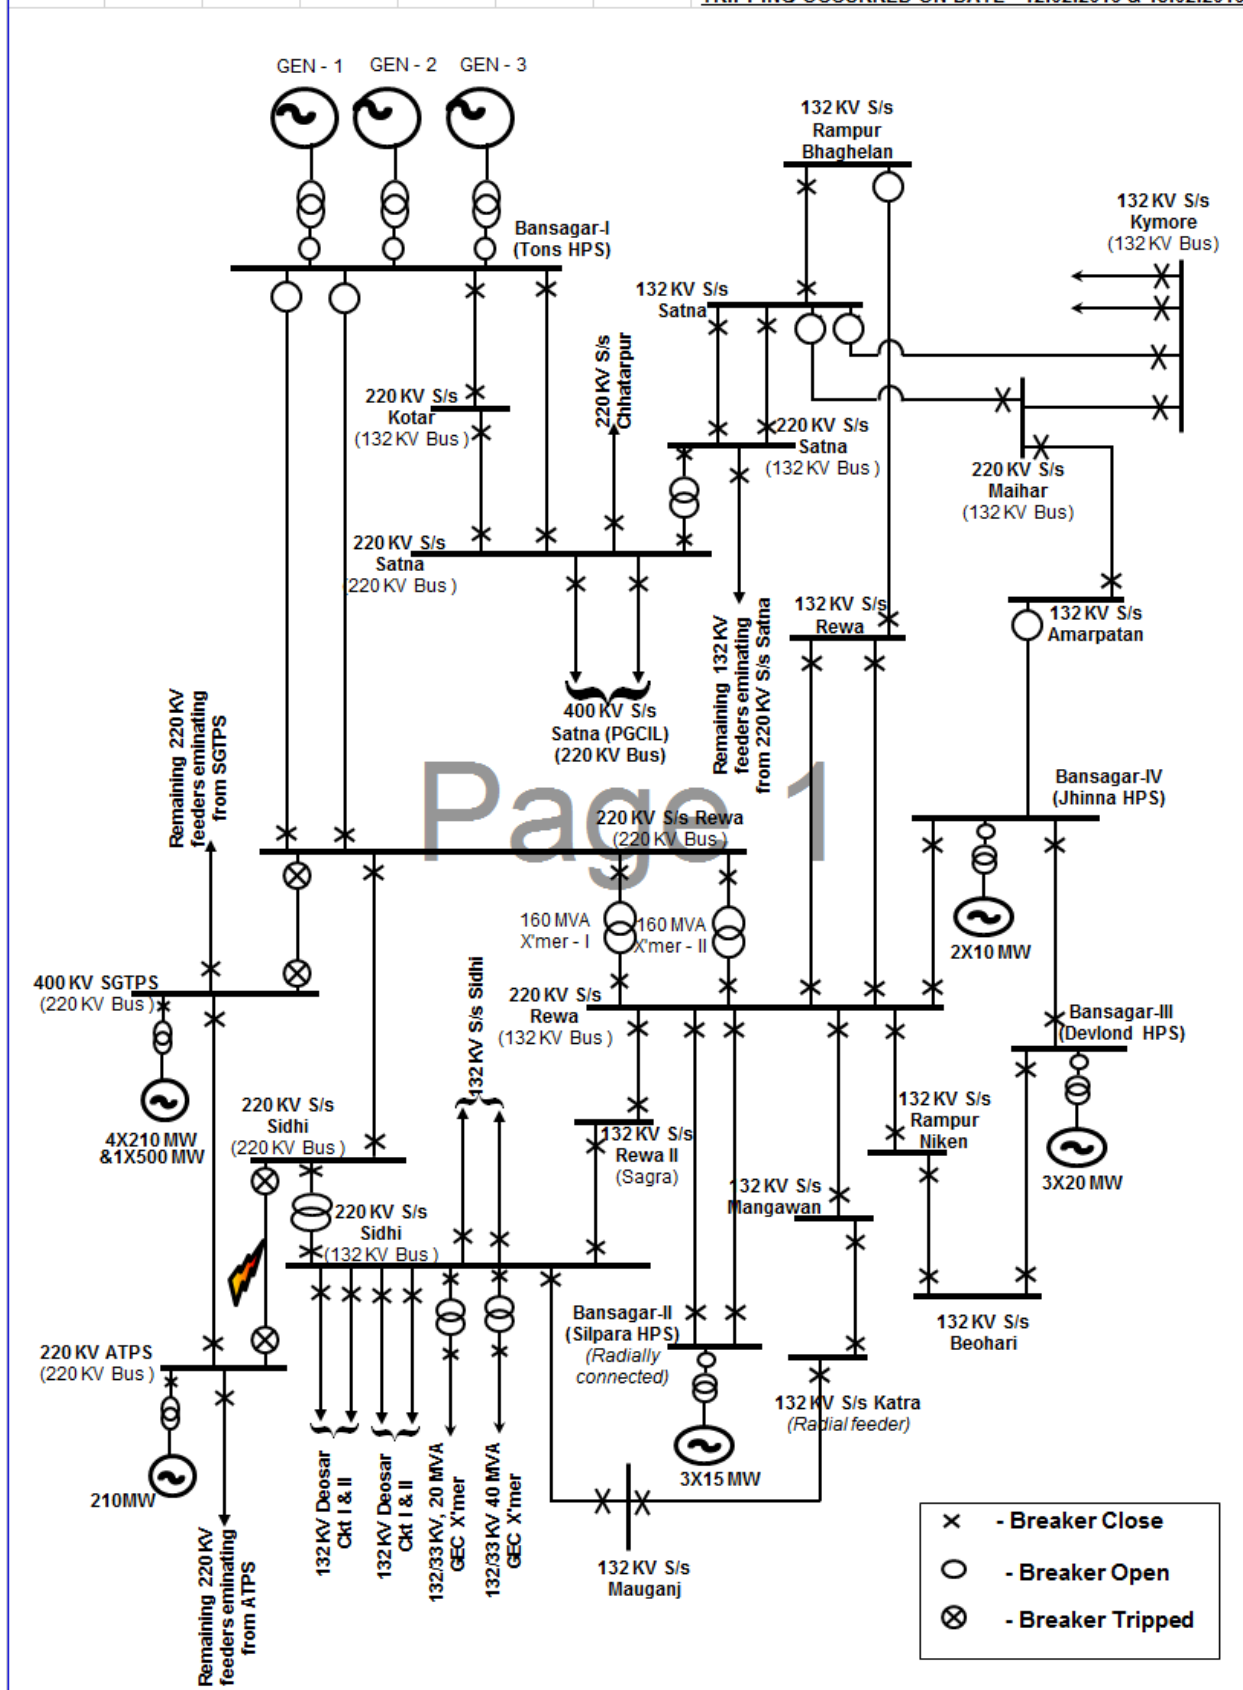 GEN - 1
GEN - 2
GEN - 3
Bansagar-I
(Tons HPS)
132 KV S/s
Rampur
Bhaghelan
132 KV S/s
Kymore
(132 KV Bus)
132 KV S/s
Satna
220 KV S/s
Chhatarpur
220 KV S/s
Kotar
(132 KV Bus )
220 KV S/s
Satna
(132 KV Bus )
220 KV S/s
Maihar
(132 KV Bus)
220 KV S/s
Satna
(220 KV Bus )
132 KV S/s
Rewa
132 KV S/s
Amarpatan
400 KV S/s
Satna (PGCIL)
(220 KV Bus)
Remaining 132 KV
feeders eminating
from 220 KV S/s Satna
Remaining 220 KV
feeders eminating
from SGTPS
Page 1
Bansagar-IV
(Jhinna HPS)
220 KV S/s Rewa
(220 KV Bus )
160 MVA
X'mer - I
160 MVA
X'mer - II
2X10 MW
400 KV SGTPS
(220 KV Bus )
132 KV S/s Sidhi
220 KV S/s
Rewa
(132 KV Bus )
Bansagar-III
(Devlond HPS)
4X210 MW
&1X500 MW
220 KV S/s
Sidhi
(220 KV Bus )
132 KV S/s
Rewa II
(Sagra)
132 KV S/s
Rampur
Niken
3X20 MW
132 KV S/s
Mangawan
220 KV S/s
Sidhi
(132 KV Bus )
Bansagar-II
(Silpara HPS)
(Radially
connected)
132 KV S/s
Beohari
220 KV ATPS
(220 KV Bus )
132 KV S/s Katra
(Radial feeder)
210MW
3X15 MW
132 KV Deosar
Ckt I & II
132 KV Deosar
Ckt I & II
132/33 KV, 20 MVA
GEC X'mer
132/33 KV 40 MVA
GEC X'mer
132 KV S/s
Mauganj
Remaining 220 KV
feeders eminating
from ATPS
- Breaker Close
- Breaker Open
- Breaker Tripped